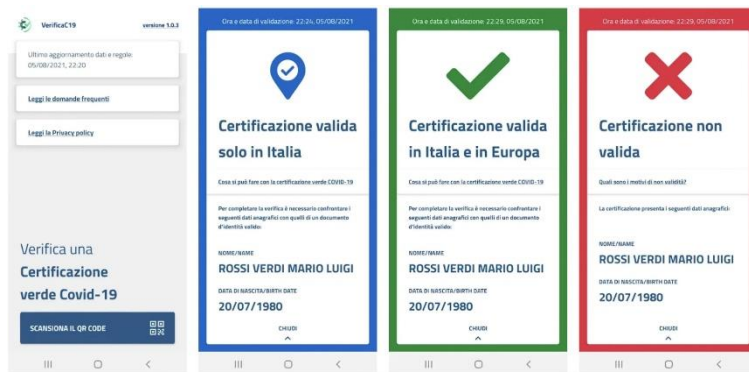 VerificaC19
versione 1.0.3
Ultimo aggiornamento dati e regole:
05/08/2021, 22:20
Leggi le domande frequenti
Leggi la Privacy policy
Verifica una
Certificazione
verde Covid-19
SCANSIONA IL QR CODE
Ora e data di validazione: 22:24, 05/08/2021
Certificazione valida
solo in Italia
Cosa si può fare con la certificazione verde COVID-19
Per completare la verifica è necessario confrontare i
seguenti dati anagrafici con quelli di un documento
d'identità valido:
NOME/NAME
ROSSI VERDI MARIO LUIGI
DATA DI NASCITA/BIRTH DATE
20/07/1980
CHIUDI
Ora e data di validazione: 22:29, 05/08/2021
Certificazione valida
in Italia e in Europa
Cosa si può fare con la certificazione verde COVID-19
Per completare la verifica è necessario confrontare i
seguenti dati anagrafici con quelli di un documento
d'identità valido:
NOME/NAME
ROSSI VERDI MARIO LUIGI
DATA DI NASCITA/BIRTH DATE
20/07/1980
CHIUDI
Ora e data di validazione: 22:29, 05/08/2021
Certificazione non
valida
Quali sono i motivi di non validità?
La certificazione presenta i seguenti dati anagrafici:
NOME/NAME
ROSSI VERDI MARIO LUIGI
DATA DI NASCITA/BIRTH DATE
20/07/1980
CHIUDI